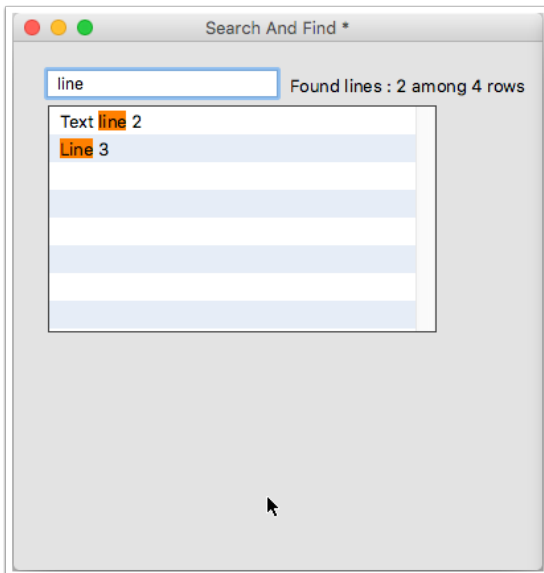 Search And Find *
line
Found lines : 2 among 4 rows
Text line 2
Line 3